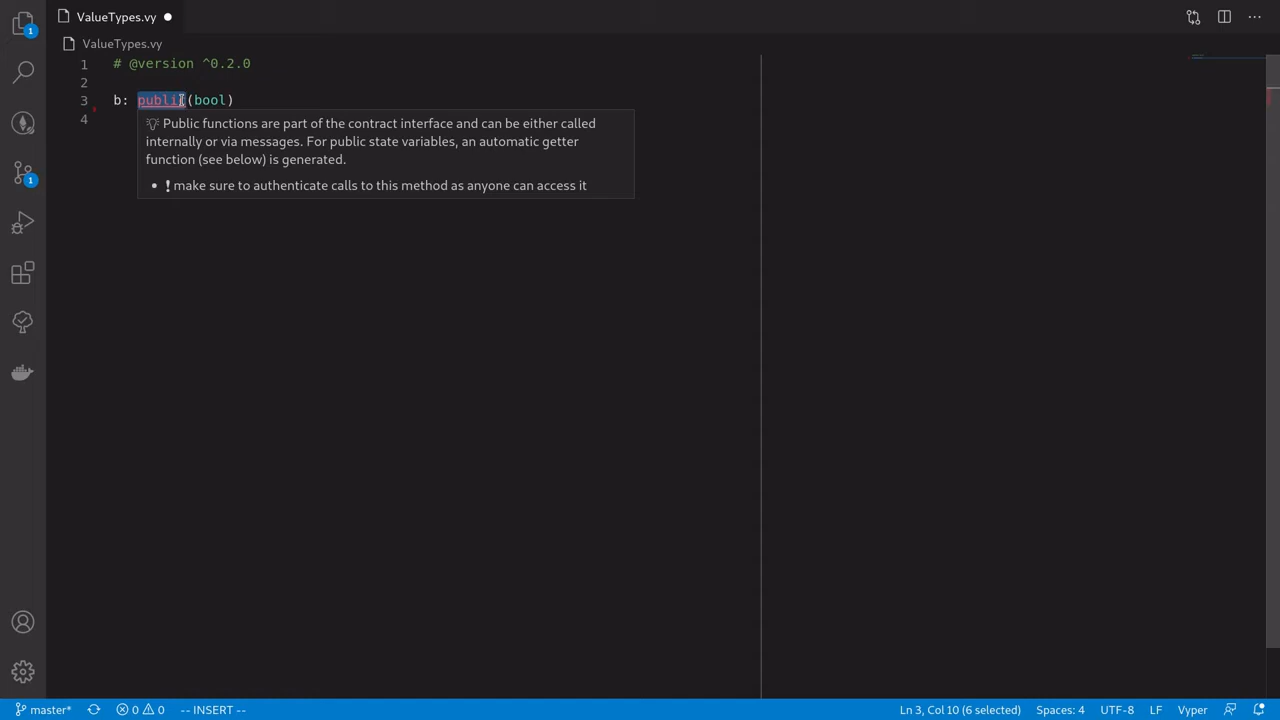 ValueTypes.vy
ValueTypes.vy
1 # @version ^0.2.0
2
3 b: public(bool)
4
Public functions are part of the contract interface and can be either called
internally or via messages. For public state variables, an automatic getter
function (see below) is generated.
• ❗ make sure to authenticate calls to this method as anyone can access it
1
1
master* 0 0 -- INSERT -- Ln 3, Col 10 (6 selected) Spaces: 4 UTF-8 LF Vyper